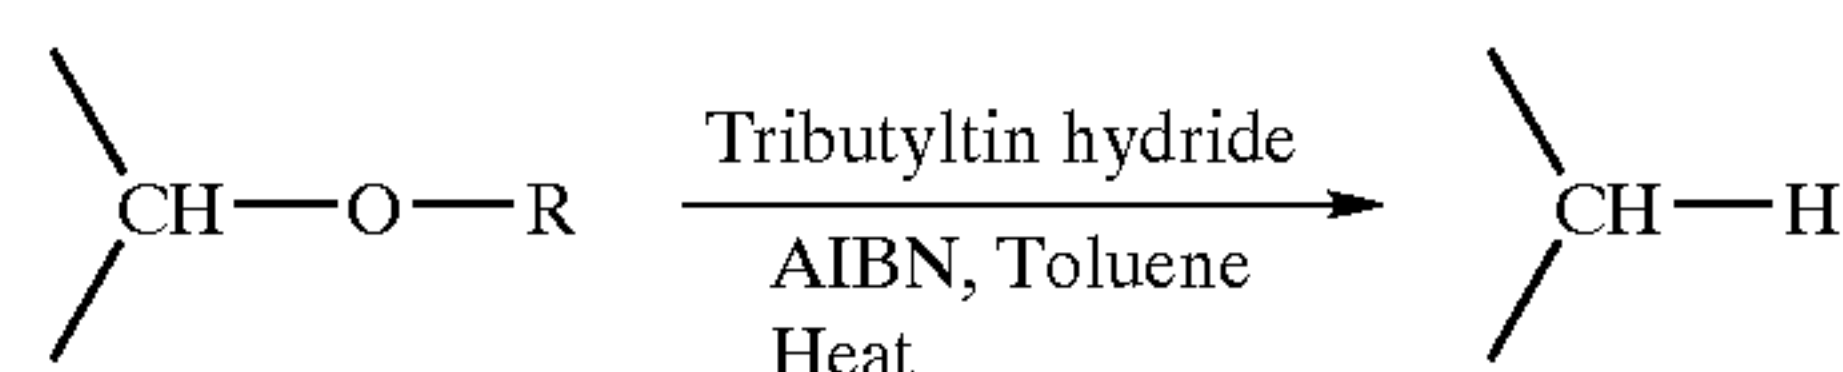 Tributyltin hydride
CH—O—R
CH—H
AIBN, Toluene
Heat